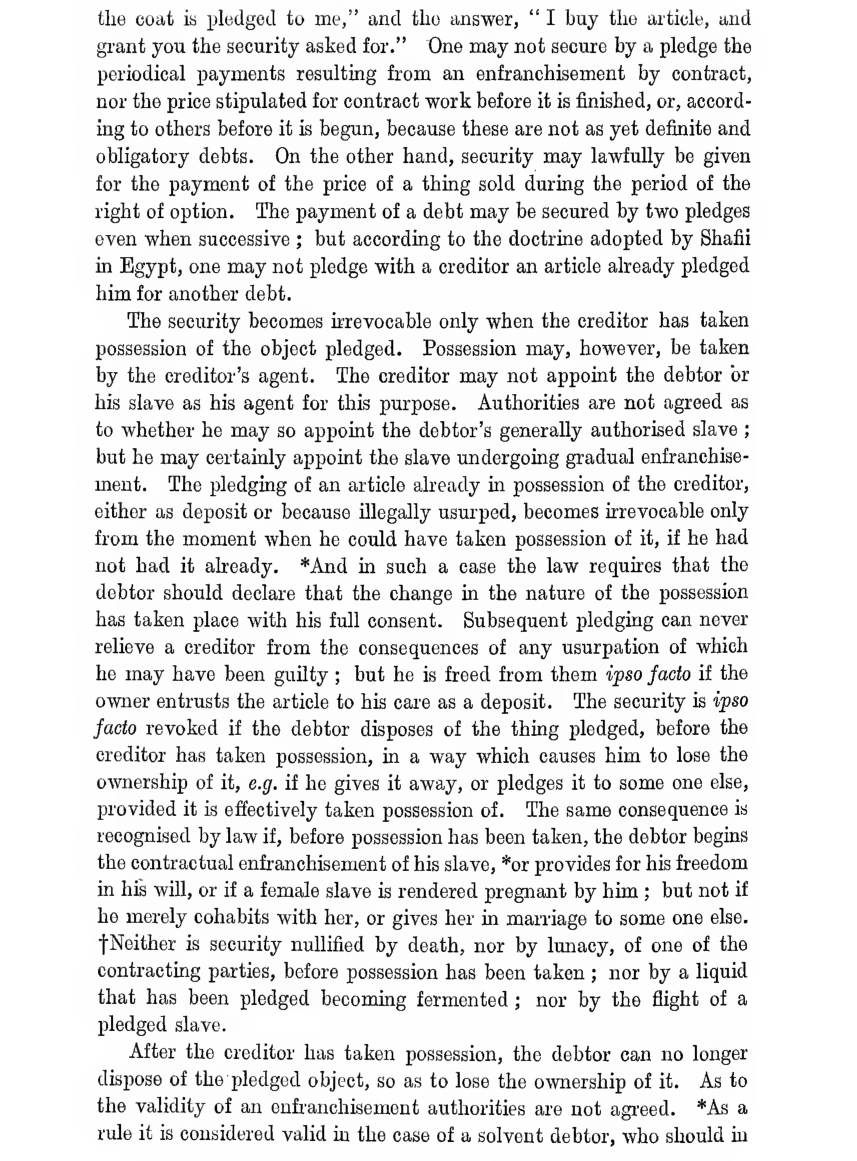 the coat is pledged to me,” and the answer, “ I buy the article, and
grant you the security asked for.” One may not secure by a pledge the
periodical payments resulting from an enfranchisement by contract,
nor the price stipulated for contract work before it is finished, or, accord-
ing to others before it is begun, because these are not as yet definite and
obligatory debts. On the other hand, security may lawfully be given
for the payment of the price of a thing sold during the period of the
right of option. The payment of a debt may be secured by two pledges
even when successive ; but according to the doctrine adopted by Shafii
in Egypt, one may not pledge with a creditor an article already pledged
him for another debt.
The security becomes irrevocable only when the creditor has taken
possession of the object pledged. Possession may, however, be taken
by the creditor’s agent. The creditor may not appoint the debtor or
his slave as his agent for this purpose. Authorities are not agreed as
to whether he may so appoint the debtor’s generally authorised slave ;
but he may certainly appoint the slave undergoing gradual enfranchise-
ment. The pledging of an article already in possession of the creditor,
either as deposit or because illegally usurped, becomes irrevocable only
from the moment when he could have taken possession of it, if he had
not had it already. *And in such a case the law requires that the
debtor should declare that the change in the nature of the possession
has taken place with his full consent. Subsequent pledging can never
relieve a creditor from the consequences of any usurpation of which
he may have been guilty ; but he is freed from them ipso facto if the
owner entrusts the article to his care as a deposit. The security is ipso
facto revoked if the debtor disposes of the thing pledged, before the
creditor has taken possession, in a way which causes him to lose the
ownership of it, e.g. if he gives it away, or pledges it to some one else,
provided it is effectively taken possession of. The same consequence is
recognised by law if, before possession has been taken, the debtor begins
the contractual enfranchisement of his slave, *or provides for his freedom
in his will, or if a female slave is rendered pregnant by him ; but not if
he merely cohabits with her, or gives her in marriage to some one else.
†Neither is security nullified by death, nor by lunacy, of one of the
contracting parties, before possession has been taken ; nor by a liquid
that has been pledged becoming fermented ; nor by the flight of a
pledged slave.
After the creditor has taken possession, the debtor can no longer
dispose of the pledged object, so as to lose the ownership of it. As to
the validity of an enfranchisement authorities are not agreed. *As a
rule it is considered valid in the case of a solvent debtor, who should in